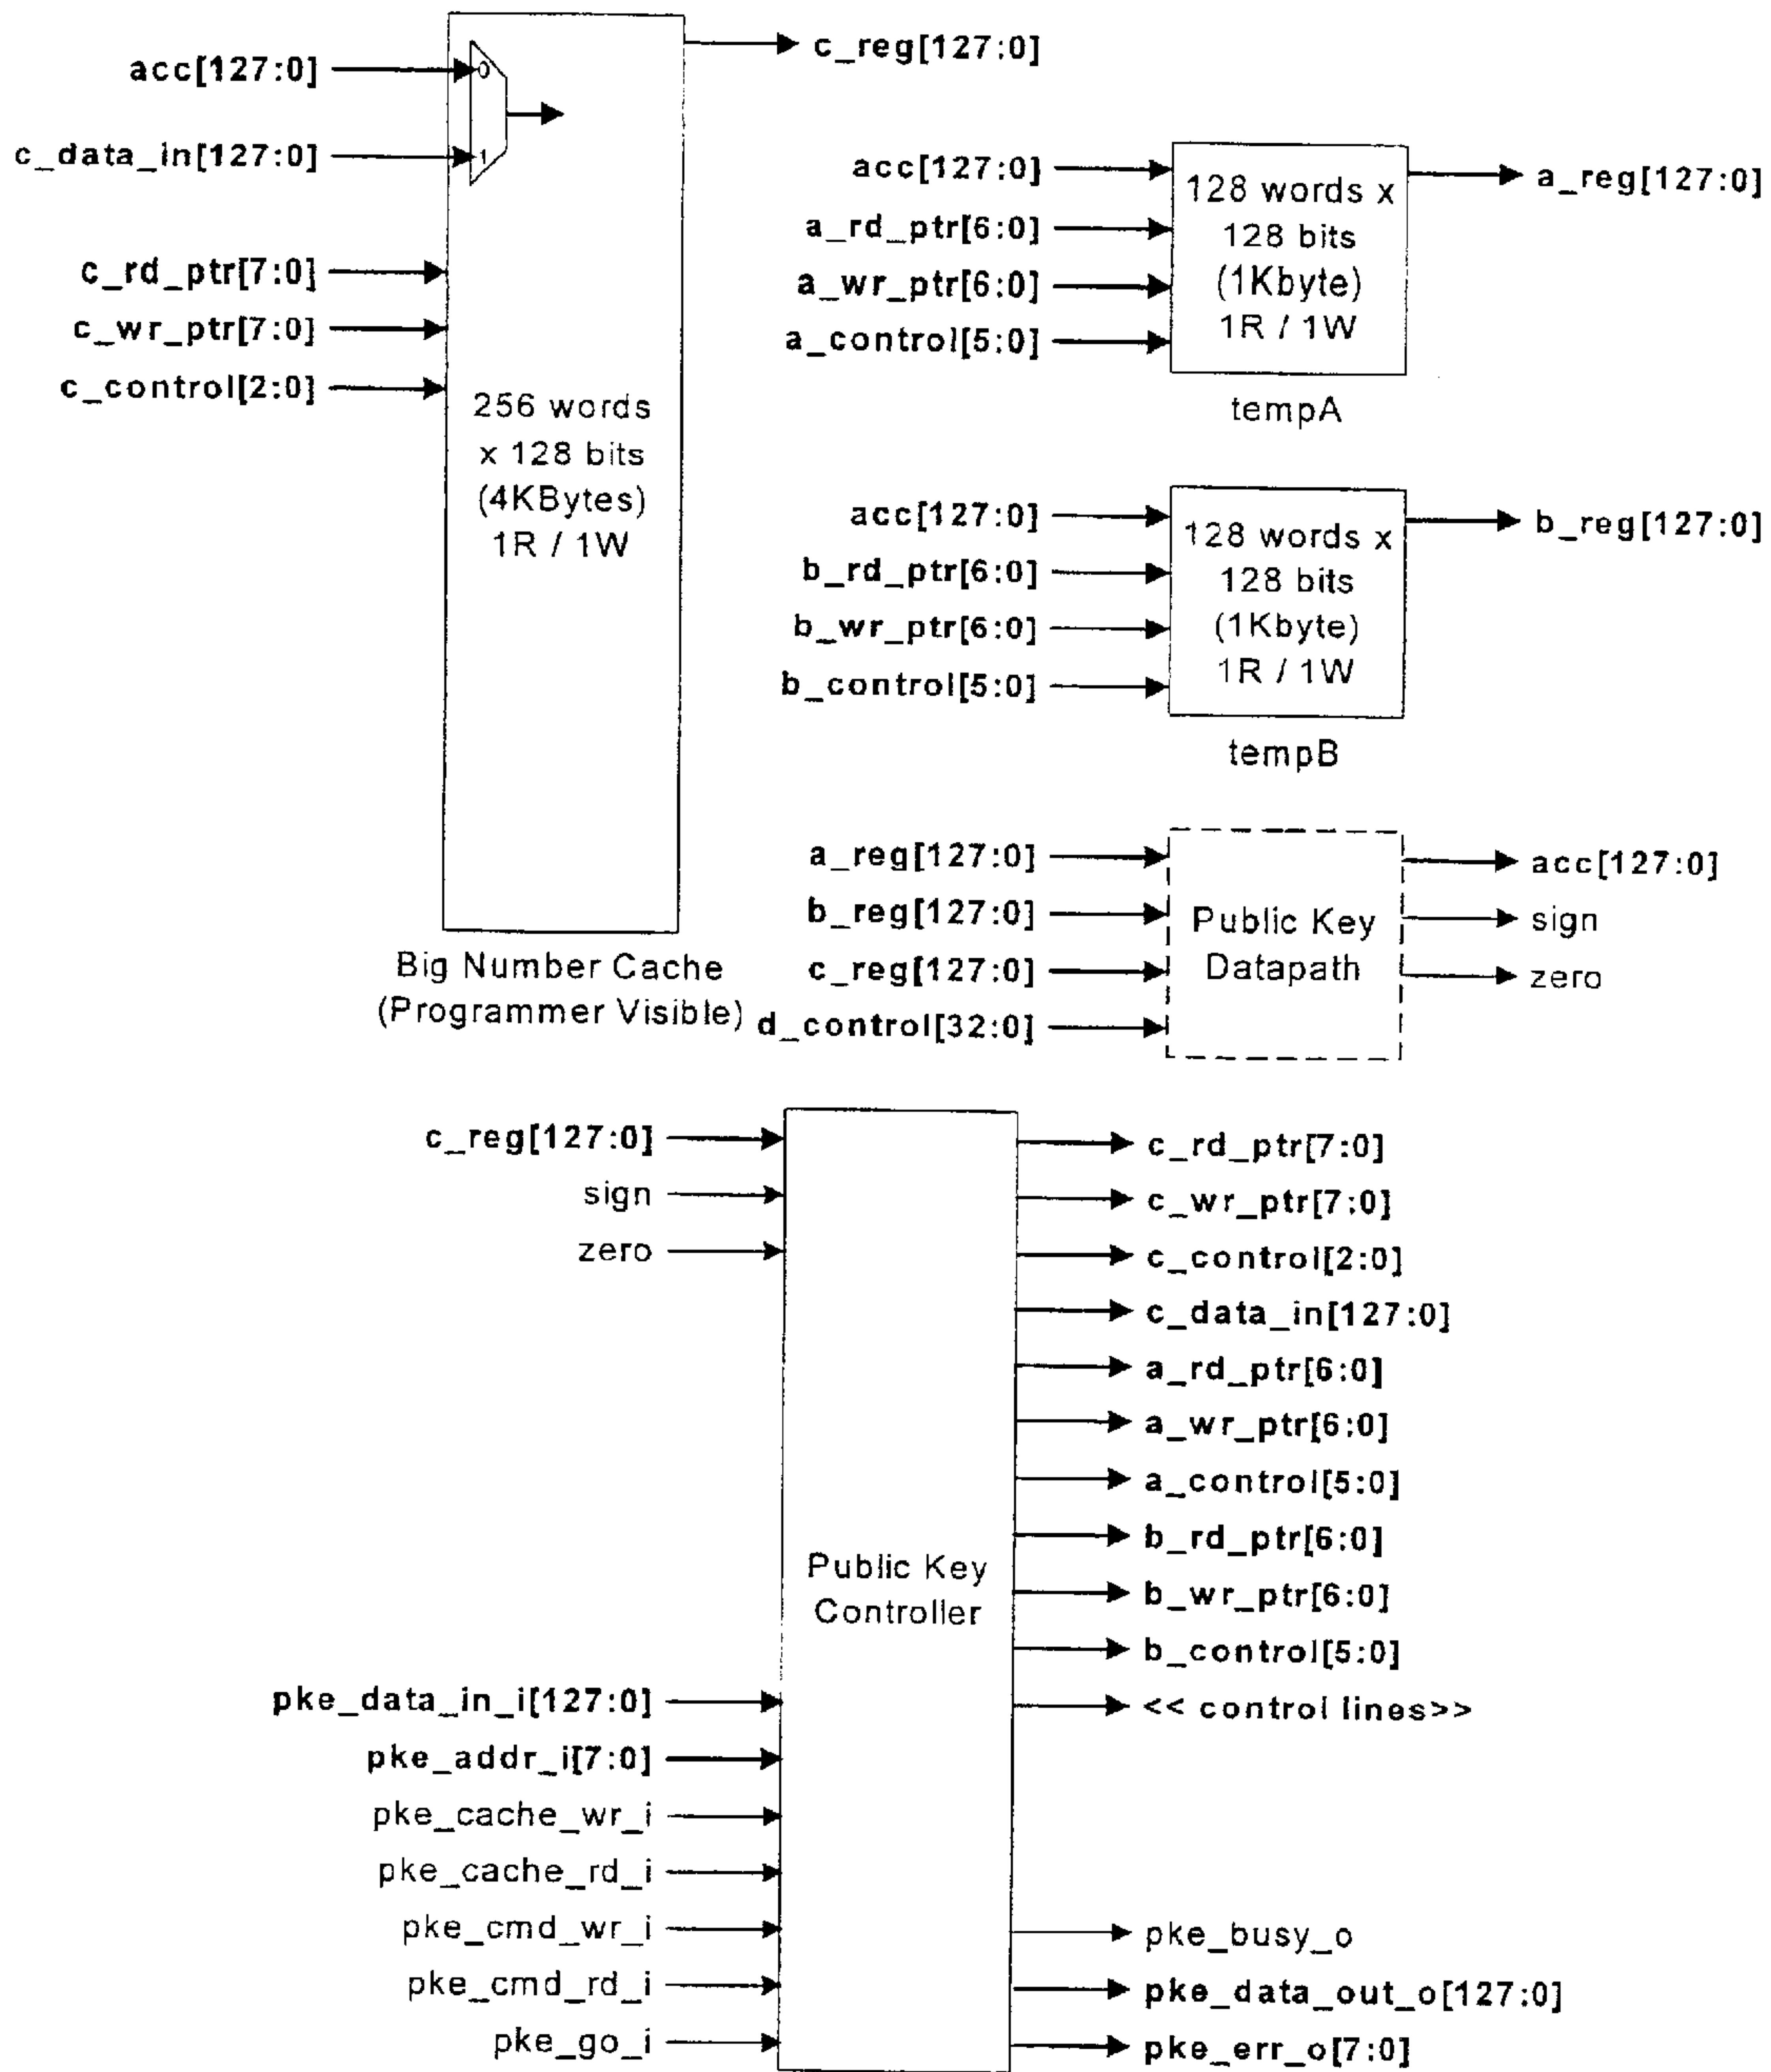 acc[127:0]
c_data_in[127:0]
0
1
c_reg[127:0]
c_rd_ptr[7:0]
c_wr_ptr[7:0]
c_control[2:0]
256 words
x 128 bits
(4KBytes)
1R / 1W
Big Number Cache
(Programmer Visible)
acc[127:0]
a_rd_ptr[6:0]
a_wr_ptr[6:0]
a_control[5:0]
128 words x
128 bits
(1Kbyte)
1R / 1W
a_reg[127:0]
tempA
acc[127:0]
b_rd_ptr[6:0]
b_wr_ptr[6:0]
b_control[5:0]
128 words x
128 bits
(1Kbyte)
1R / 1W
b_reg[127:0]
tempB
a_reg[127:0]
b_reg[127:0]
c_reg[127:0]
d_control[32:0]
Public Key
Datapath
acc[127:0]
sign
zero
c_reg[127:0]
sign
zero
pke_data_in_i[127:0]
pke_addr_i[7:0]
pke_cache_wr_i
pke_cache_rd_i
pke_cmd_wr_i
pke_cmd_rd_i
pke_go_i
Public Key
Controller
c_rd_ptr[7:0]
c_wr_ptr[7:0]
c_control[2:0]
c_data_in[127:0]
a_rd_ptr[6:0]
a_wr_ptr[6:0]
a_control[5:0]
b_rd_ptr[6:0]
b_wr_ptr[6:0]
b_control[5:0]
<< control lines>>
pke_busy_o
pke_data_out_o[127:0]
pke_err_o[7:0]